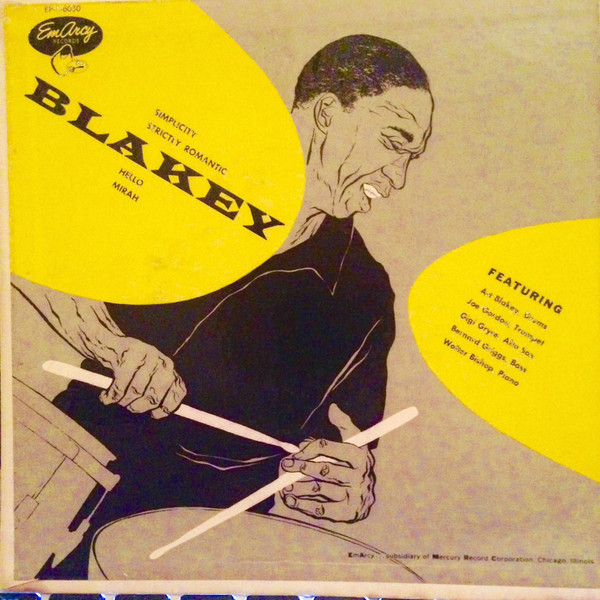 EmArcy
RECORDS
BLAKEY
SIMPLICITY
STRICTLY ROMANTIC
HELLO
MIRAH
FEATURING
Art Blakey, Drums
Joe Gordon, Trumpet
Gigi Gryce, Alto Sax
Bernard Griggs, Bass
Walter Bishop, Piano
EmArcy . . . subsidiary of Mercury Record Corporation, Chicago, Illinois